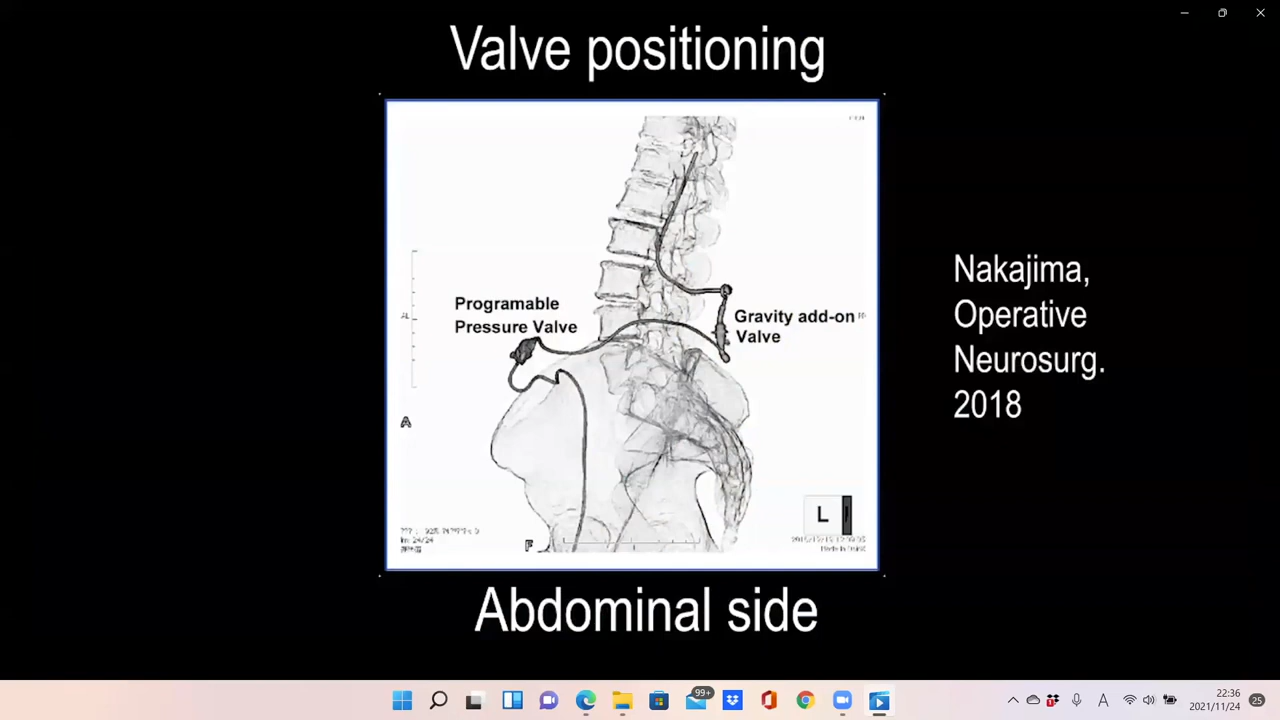 Valve positioning
Programable
Pressure Valve
Gravity add-on
Valve
A
L
F
Nakajima,
Operative
Neurosurg.
2018
Abdominal side
99+
A
22:36
2021/11/24
25